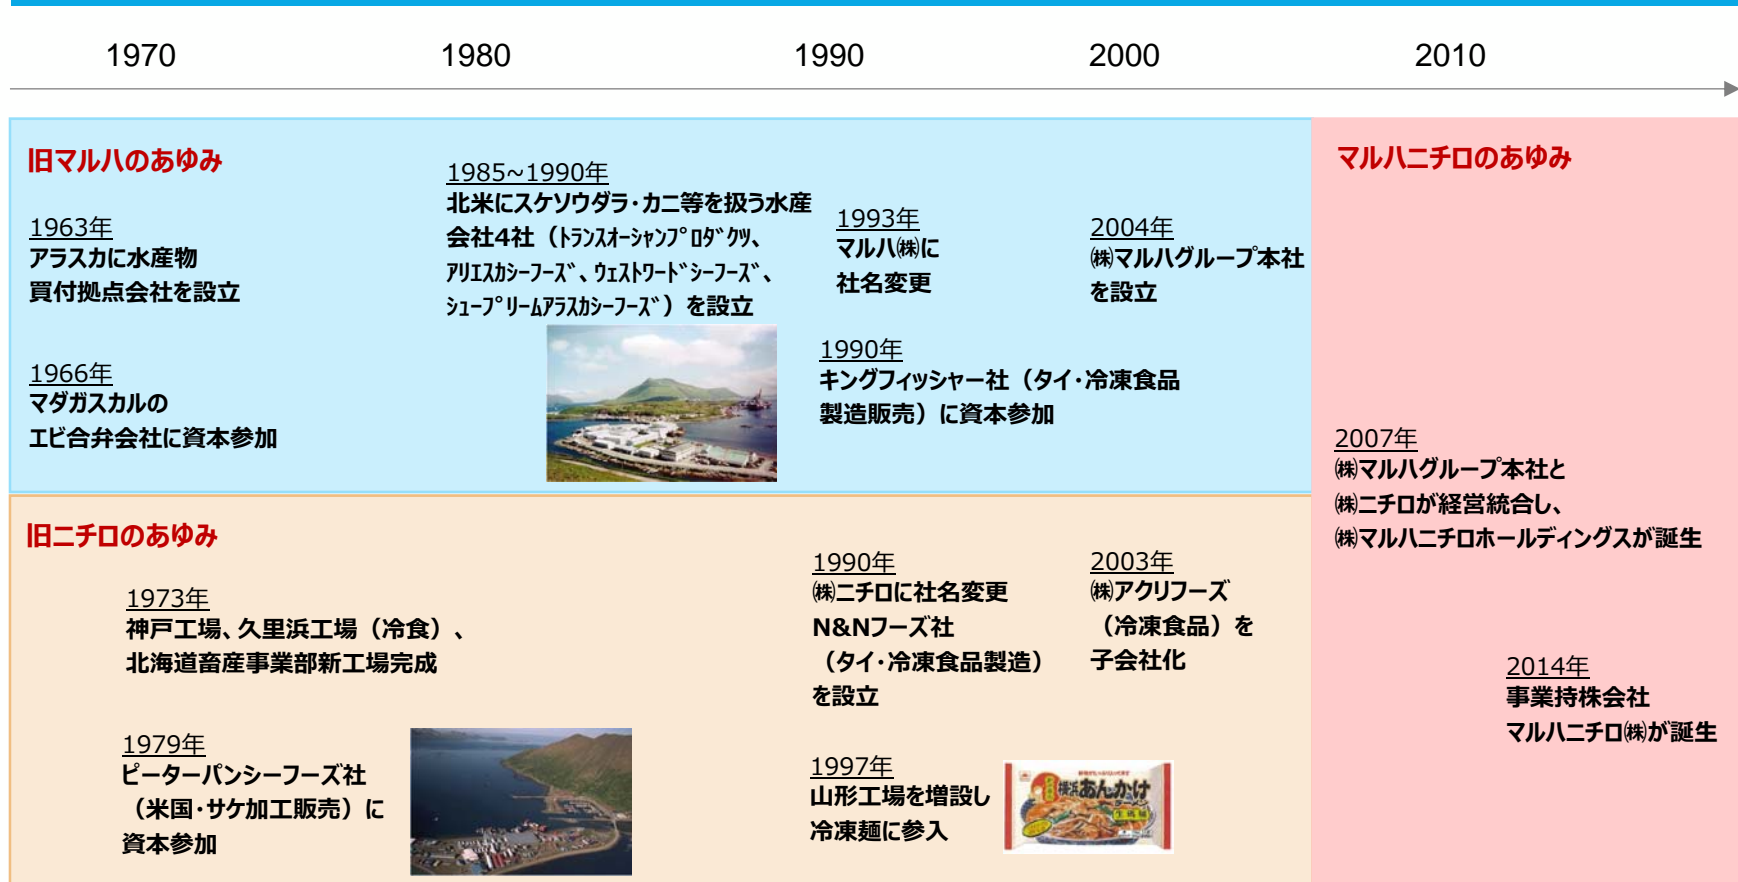 1970
1980
1990
2000
2010
旧マルハのあゆみ
1963年
アラスカに水産物
買付拠点会社を設立
1966年
マダガスカルの
エビ合弁会社に資本参加
1985~1990年
北米にスケソウダラ・カニ等を扱う水産
会社4社（ﾄﾗﾝｽｵｰｼｬﾝﾌﾟﾛﾀﾞｸﾂ、
ｱﾘｴｽｶｼｰﾌｰｽﾞ、ｳｪｽﾄﾜｰﾄﾞｼｰﾌｰｽﾞ、
ｼｭｰﾌﾟﾘｰﾑｱﾗｽｶｼｰﾌｰｽﾞ）を設立
1993年
マルハ㈱に
社名変更
2004年
㈱マルハグループ本社
を設立
1990年
キングフィッシャー社（タイ・冷凍食品
製造販売）に資本参加
旧ニチロのあゆみ
1973年
神戸工場、久里浜工場（冷食）、
北海道畜産事業部新工場完成
1979年
ピーターパンシーフーズ社
（米国・サケ加工販売）に
資本参加
1990年
㈱ニチロに社名変更
N&Nフーズ社
（タイ・冷凍食品製造）
を設立
2003年
㈱アクリフーズ
（冷凍食品）を
子会社化
1997年
山形工場を増設し
冷凍麺に参入
横浜あんかけ
ラーメン
マルハニチロのあゆみ
2007年
㈱マルハグループ本社と
㈱ニチロが経営統合し、
㈱マルハニチロホールディングスが誕生
2014年
事業持株会社
マルハニチロ㈱が誕生